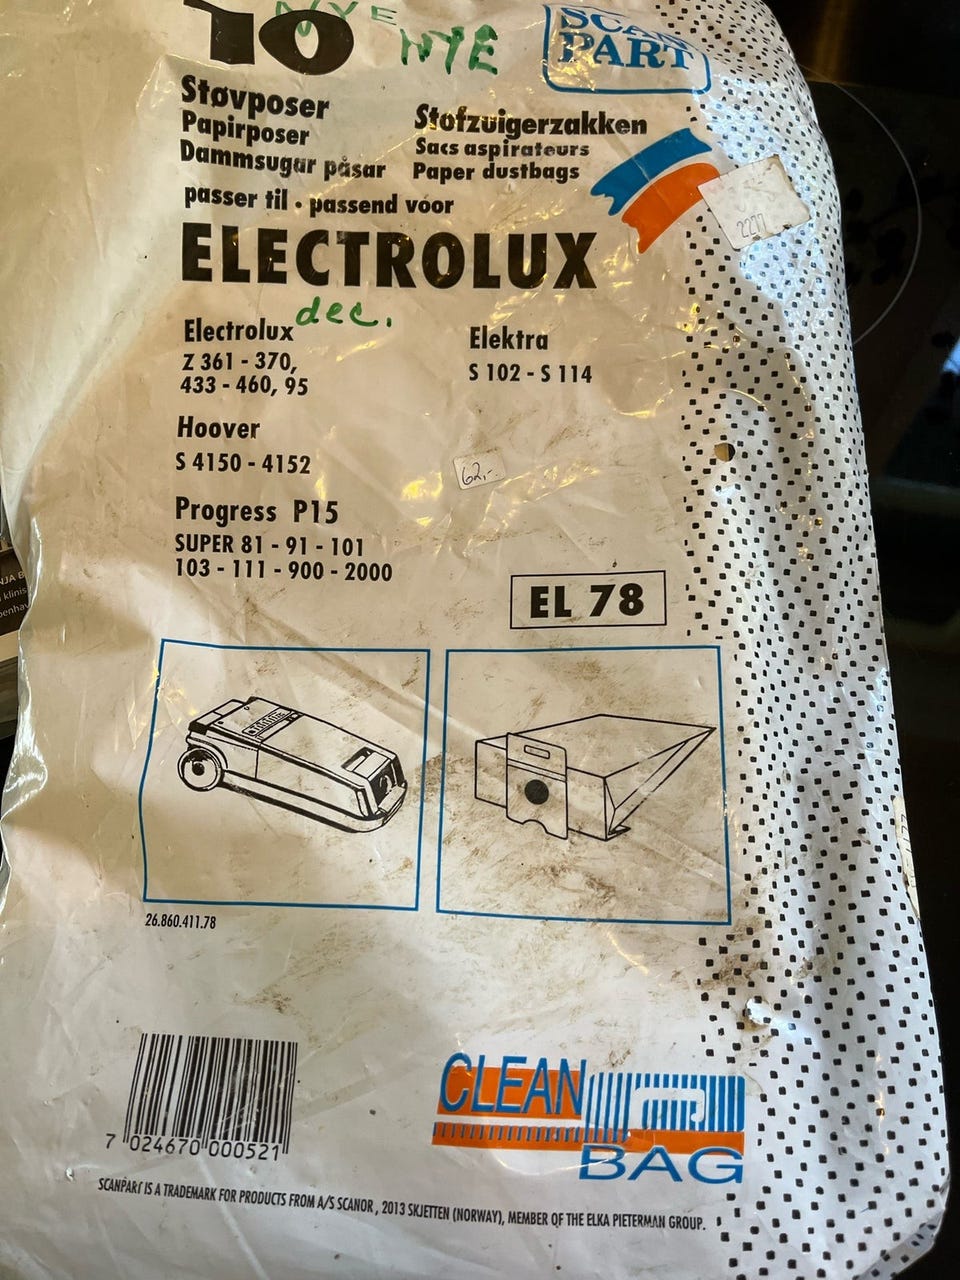 NYE
10
NYE
SCAN
PART
Støvposer
Papirposer
Dammsugar påsar
Stofzuigerzakken
Sacs aspirateurs
Paper dustbags
passer til • passend voor
ELECTROLUX
dec.
Electrolux
Z 361 - 370,
433 - 460, 95
Elektra
S 102 - S 114
Hoover
S 4150 - 4152
Progress P15
SUPER 81 - 91 - 101
103 - 111 - 900 - 2000
2277
62,-
EL 78
26.860.411.78
7 024670 000521
CLEAN
AIR
BAG
SCANPART IS A TRADEMARK FOR PRODUCTS FROM A/S SCANOR , 2013 SKJETTEN (NORWAY), MEMBER OF THE ELKA PIETERMAN GROUP.